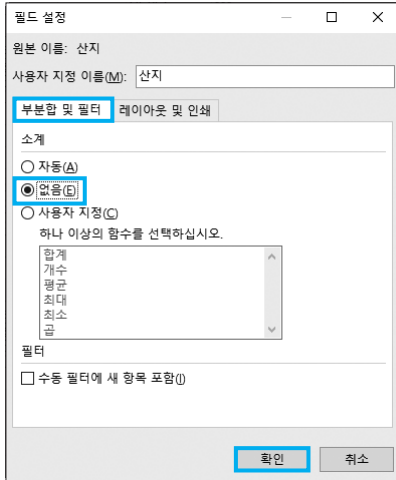 필드 설정
원본 이름: 산지
사용자 지정 이름(M): 산지
부분합 및 필터 레이아웃 및 인쇄
소계
자동(A)
없음(E)
사용자 지정(C)
하나 이상의 함수를 선택하십시오.
합계
개수
평균
최대
최소
곱
필터
수동 필터에 새 항목 포함(I)
확인 취소